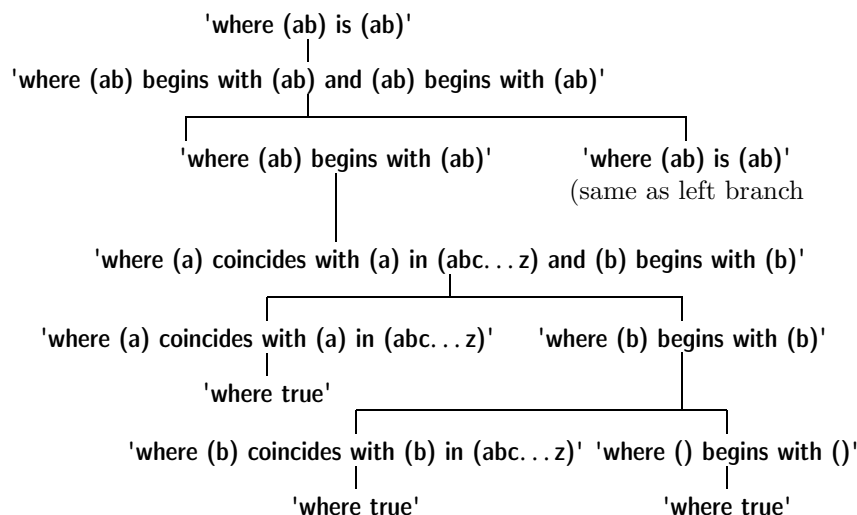 'where (ab) is (ab)'
'where (ab) begins with (ab) and (ab) begins with (ab)'
'where (ab) begins with (ab)' 'where (ab) is (ab)'
(same as left branch
'where (a) coincides with (a) in (abc...z) and (b) begins with (b)'
'where (a) coincides with (a) in (abc...z)' 'where (b) begins with (b)'
'where true'
'where (b) coincides with (b) in (abc...z)' 'where () begins with ()'
'where true' 'where true'